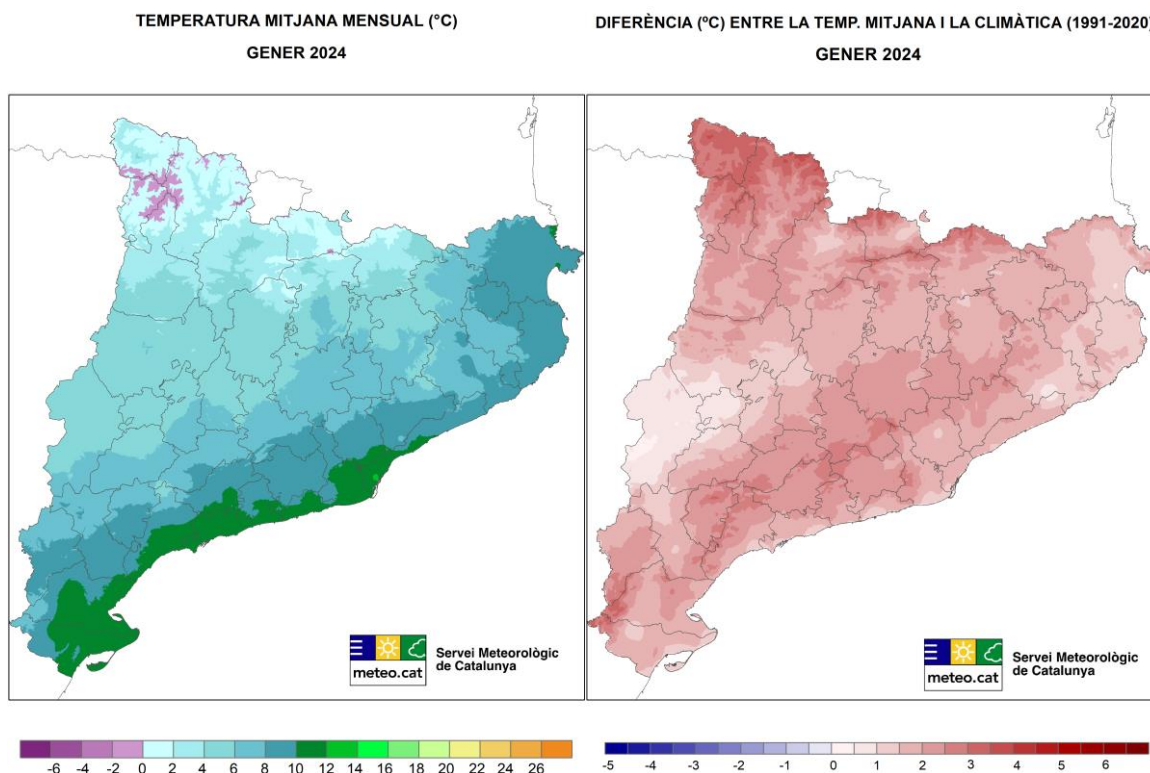 TEMPERATURA MITJANA MENSUAL (°C)
GENER 2024
DIFERÈNCIA (ºC) ENTRE LA TEMP. MITJANA I LA CLIMÀTICA (1991-2020)
GENER 2024
meteo.cat
Servei Meteorològic
de Catalunya
meteo.cat
Servei Meteorològic
de Catalunya
-6 -4 -2 0 2 4 6 8 10 12 14 16 18 20 22 24 26
-5 -4 -3 -2 -1 0 1 2 3 4 5 6